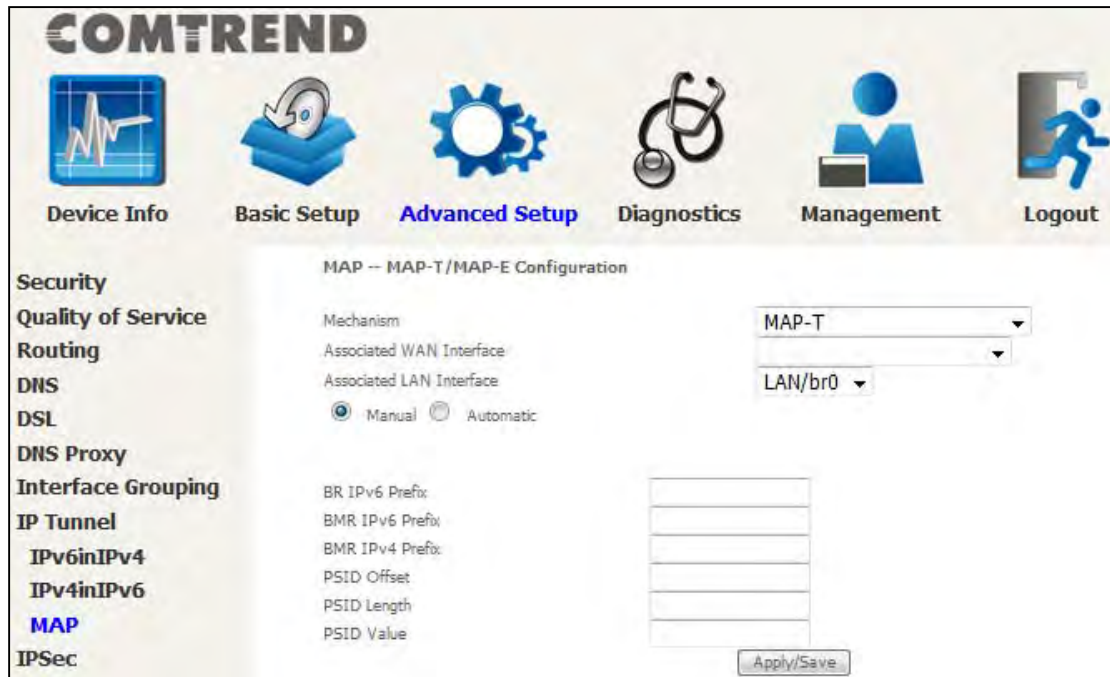 COMTREND
Device Info Basic Setup Advanced Setup Diagnostics Management Logout
Security
Quality of Service
Routing
DNS
DSL
DNS Proxy
Interface Grouping
IP Tunnel
IPv6inIPv4
IPv4inIPv6
MAP
IPSec
MAP -- MAP-T/MAP-E Configuration
Mechanism MAP-T
Associated WAN Interface
Associated LAN Interface LAN/br0
Manual Automatic
BR IPv6 Prefix
BMR IPv6 Prefix
BMR IPv4 Prefix
PSID Offset
PSID Length
PSID Value
Apply/Save